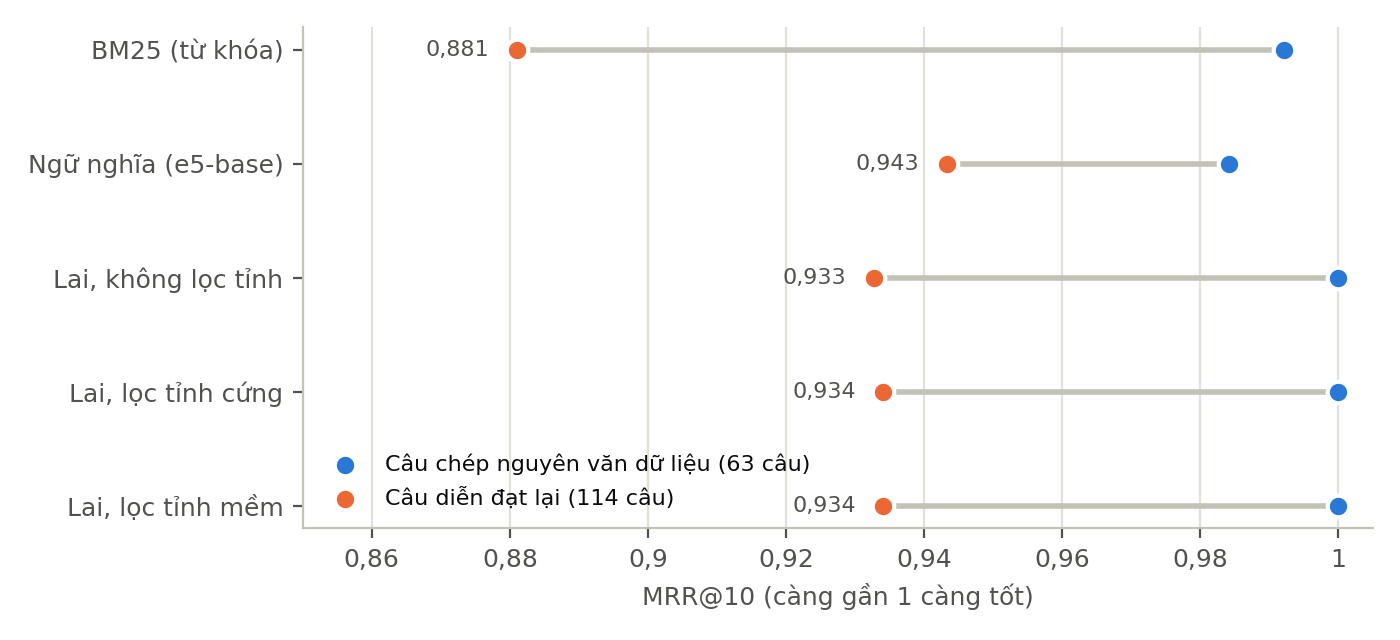 BM25 (từ khóa)
0,881
Ngữ nghĩa (e5-base)
0,943
Lai, không lọc tỉnh
0,933
Lai, lọc tỉnh cứng
0,934
Câu chép nguyên văn dữ liệu (63 câu)
Câu diễn đạt lại (114 câu)
Lai, lọc tỉnh mềm
0,934
0,86 0,88 0,9 0,92 0,94 0,96 0,98 1
MRR@10 (càng gần 1 càng tốt)